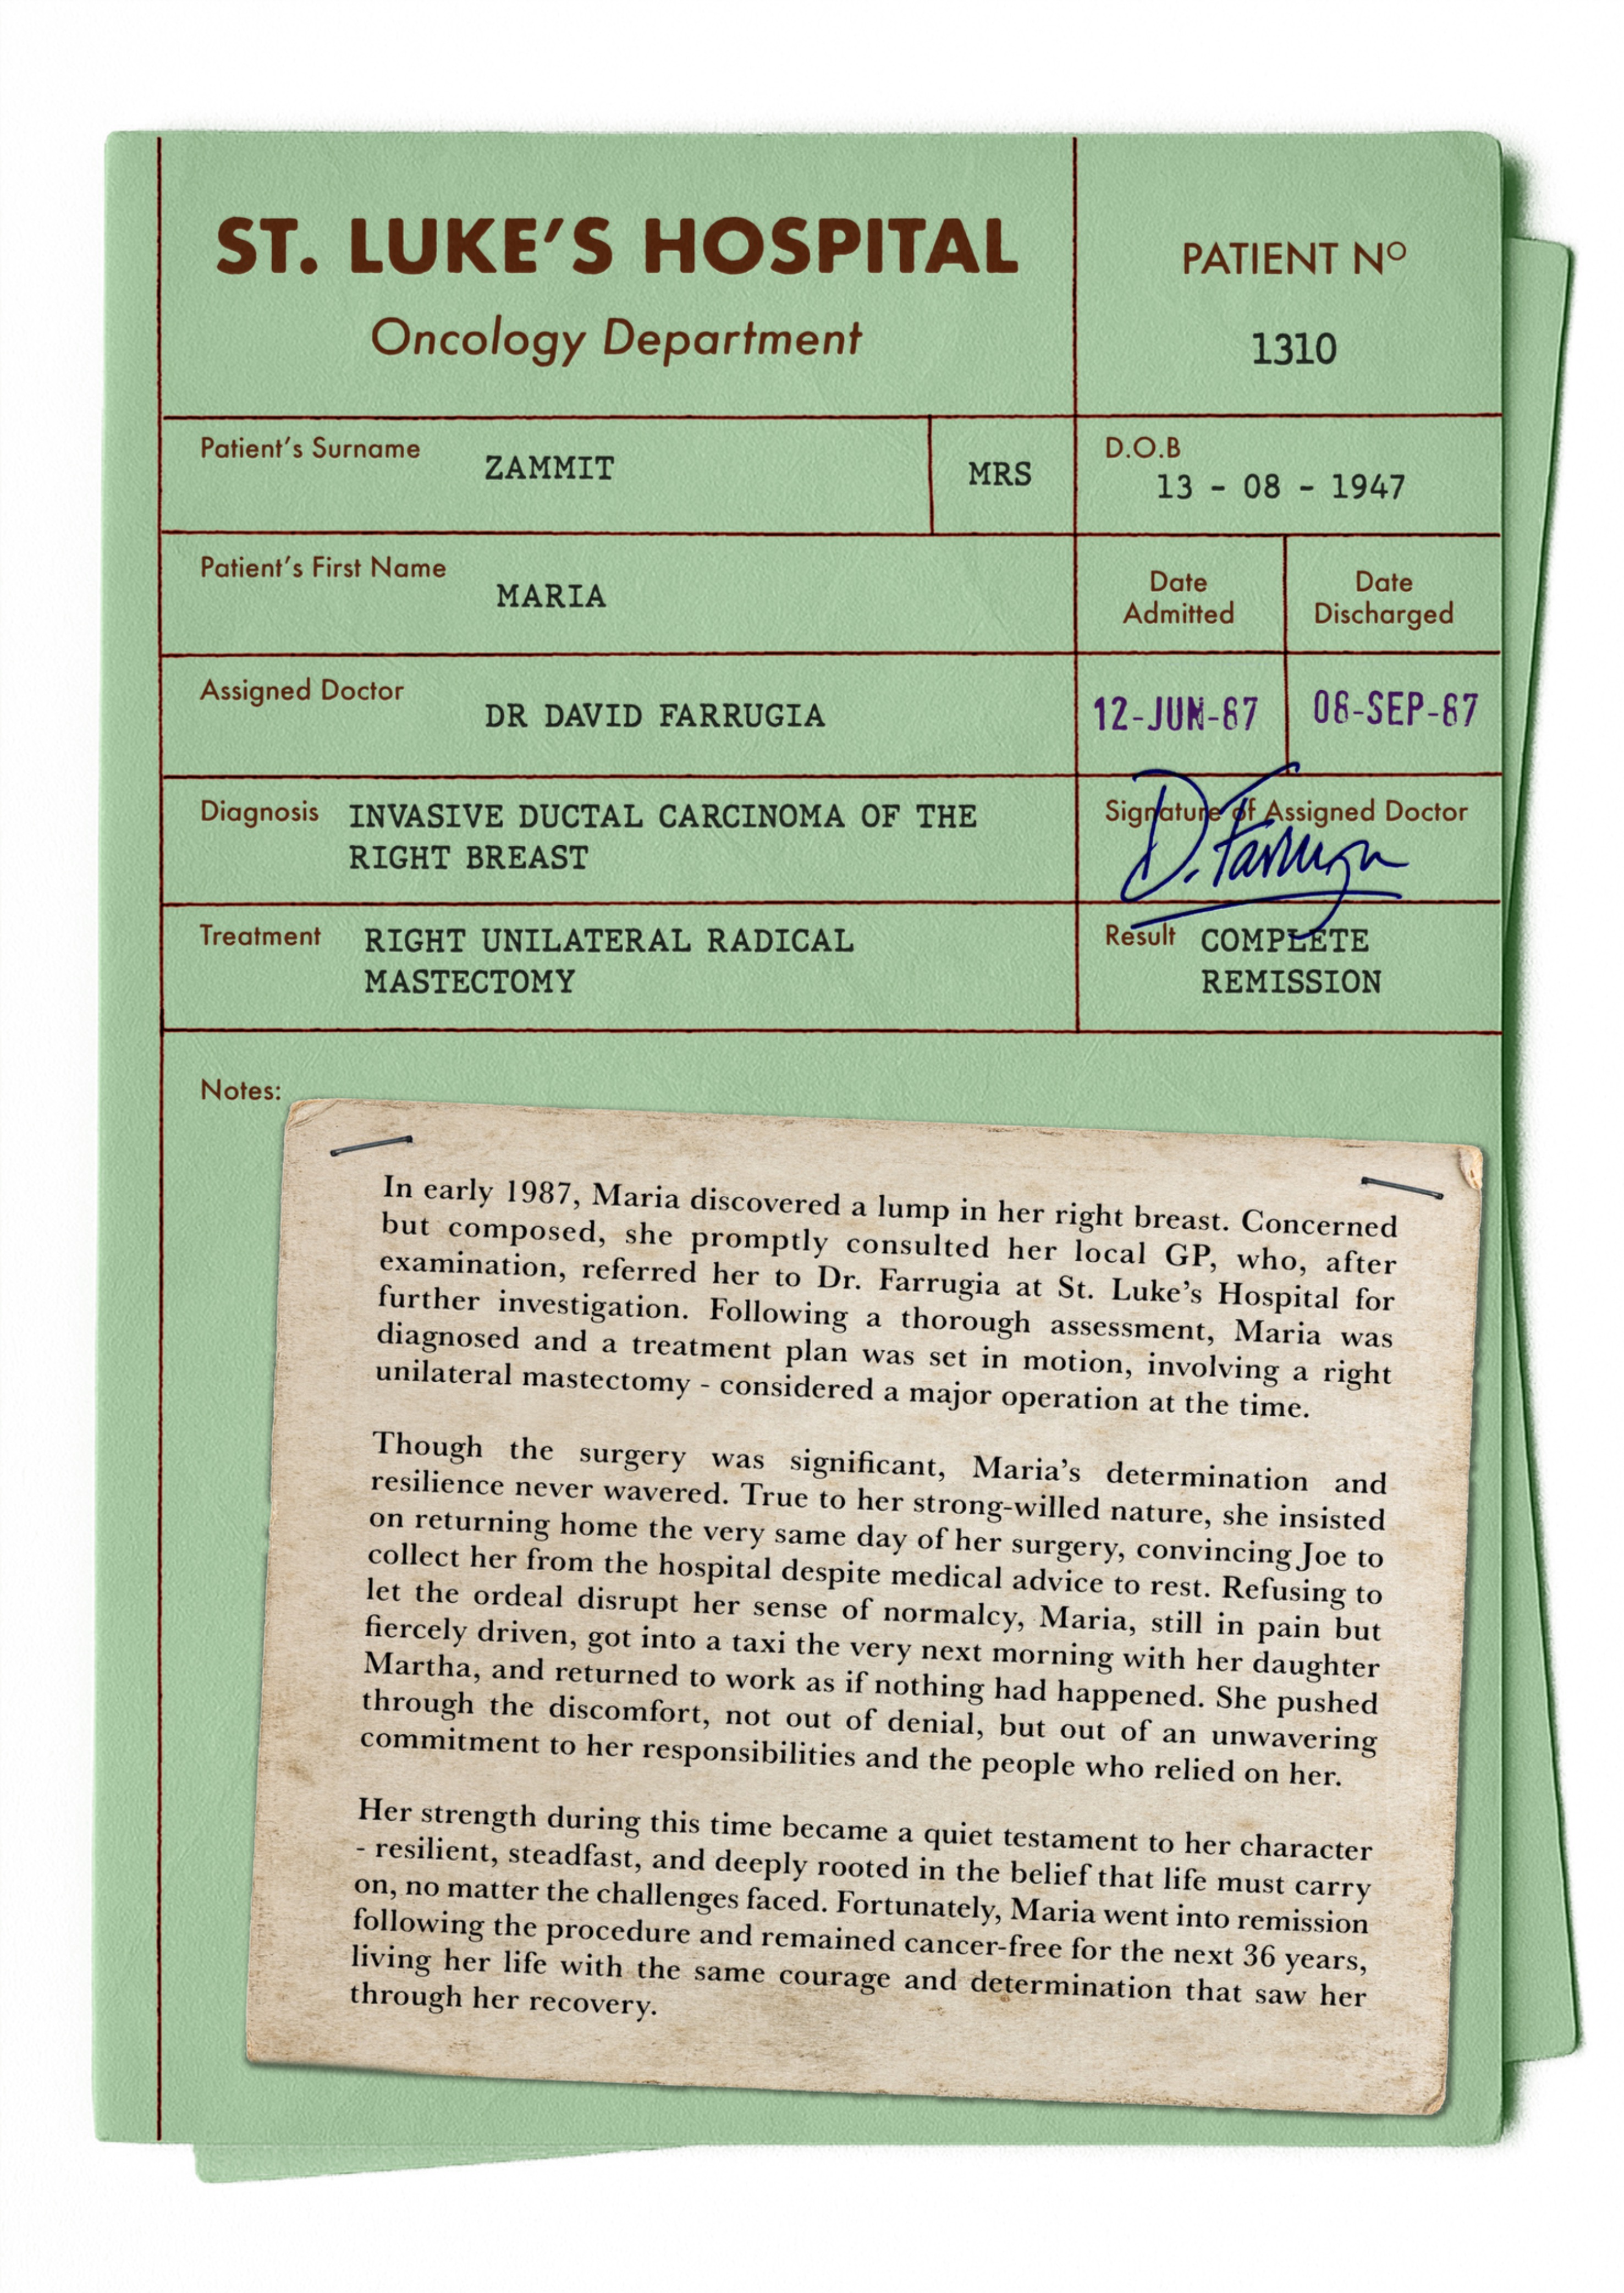 ST. LUKE'S HOSPITAL
Oncology Department
PATIENT Nº
1310
Patient's Surname ZAMMIT
MRS
D.O.B
13 - 08 - 1947
Patient's First Name
MARIA
Date
Admitted
Date
Discharged
Assigned Doctor
DR DAVID FARRUGIA
12-JUN-87
08-SEP-87
Diagnosis INVASIVE DUCTAL CARCINOMA OF THE
RIGHT BREAST
Signature of Assigned Doctor
D. Farrugia
Treatment RIGHT UNILATERAL RADICAL
MASTECTOMY
Result COMPLETE
REMISSION
Notes:
In early 1987, Maria discovered a lump in her right breast. Concerned
but composed, she promptly consulted her local GP, who, after
examination, referred her to Dr. Farrugia at St. Luke's Hospital for
further investigation. Following a thorough assessment, Maria was
diagnosed and a treatment plan was set in motion, involving a right
unilateral mastectomy - considered a major operation at the time.
Though the surgery was significant, Maria's determination and
resilience never wavered. True to her strong-willed nature, she insisted
on returning home the very same day of her surgery, convincing Joe to
collect her from the hospital despite medical advice to rest. Refusing to
let the ordeal disrupt her sense of normalcy, Maria, still in pain but
fiercely driven, got into a taxi the very next morning with her daughter
Martha, and returned to work as if nothing had happened. She pushed
through the discomfort, not out of denial, but out of an unwavering
commitment to her responsibilities and the people who relied on her.
Her strength during this time became a quiet testament to her character
- resilient, steadfast, and deeply rooted in the belief that life must carry
on, no matter the challenges faced. Fortunately, Maria went into remission
following the procedure and remained cancer-free for the next 36 years,
living her life with the same courage and determination that saw her
through her recovery.